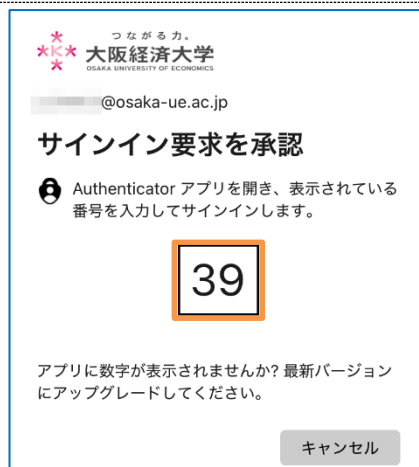 つながる力。
K
大阪経済大学
OSAKA UNIVERSITY OF ECONOMICS
@osaka-ue.ac.jp
サインイン要求を承認
Authenticator アプリを開き、表示されている
番号を入力してサインインします。
39
アプリに数字が表示されませんか? 最新バージョン
にアップグレードしてください。
キャンセル